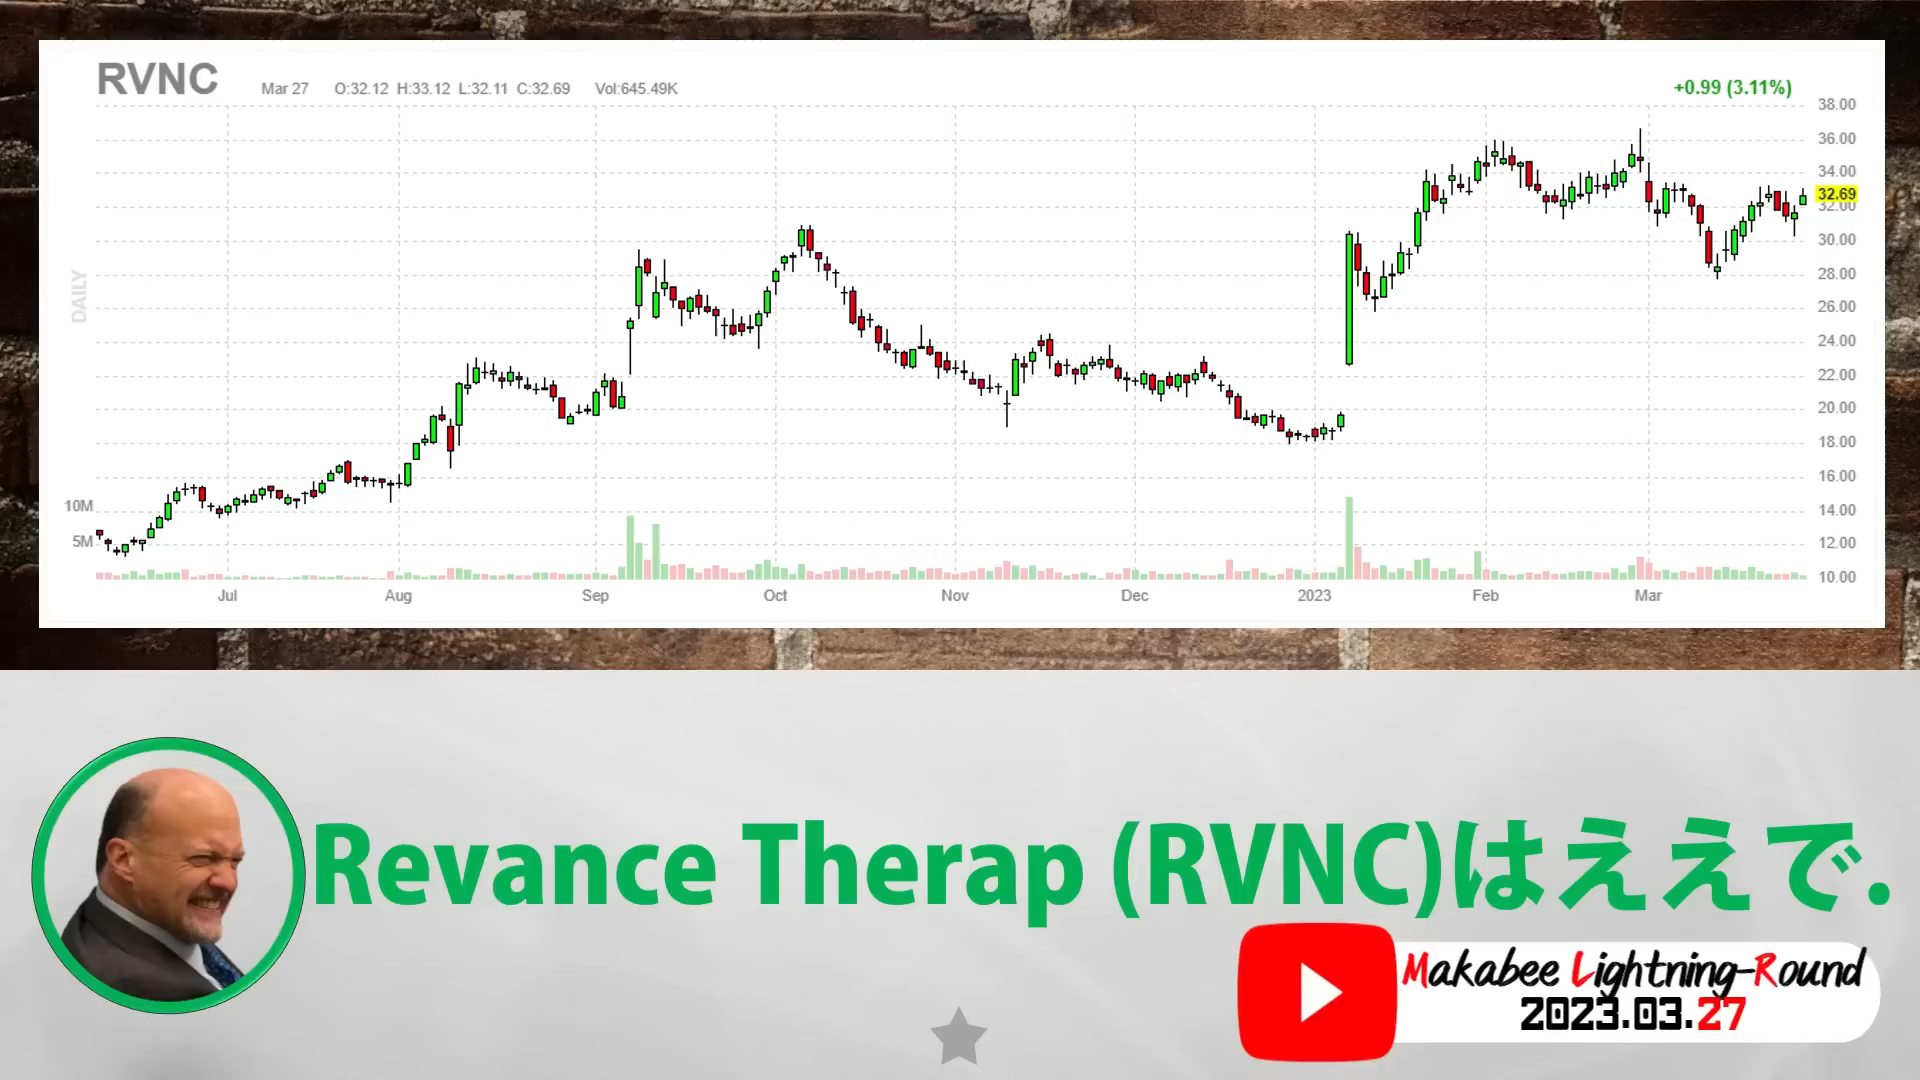 RVNC Mar 27 O:32.12 H:33.12 L:32.11 C:32.69 Vol:645.49K +0.99 (3.11%)
38.00
36.00
34.00
32.69
32.00
30.00
28.00
DAILY
26.00
24.00
22.00
20.00
18.00
16.00
10M
14.00
5M
12.00
10.00
Jul Aug Sep Oct Nov Dec 2023 Feb Mar
Revance Therap (RVNC)はええで.
Makabee Lightning-Round
2023.03.27